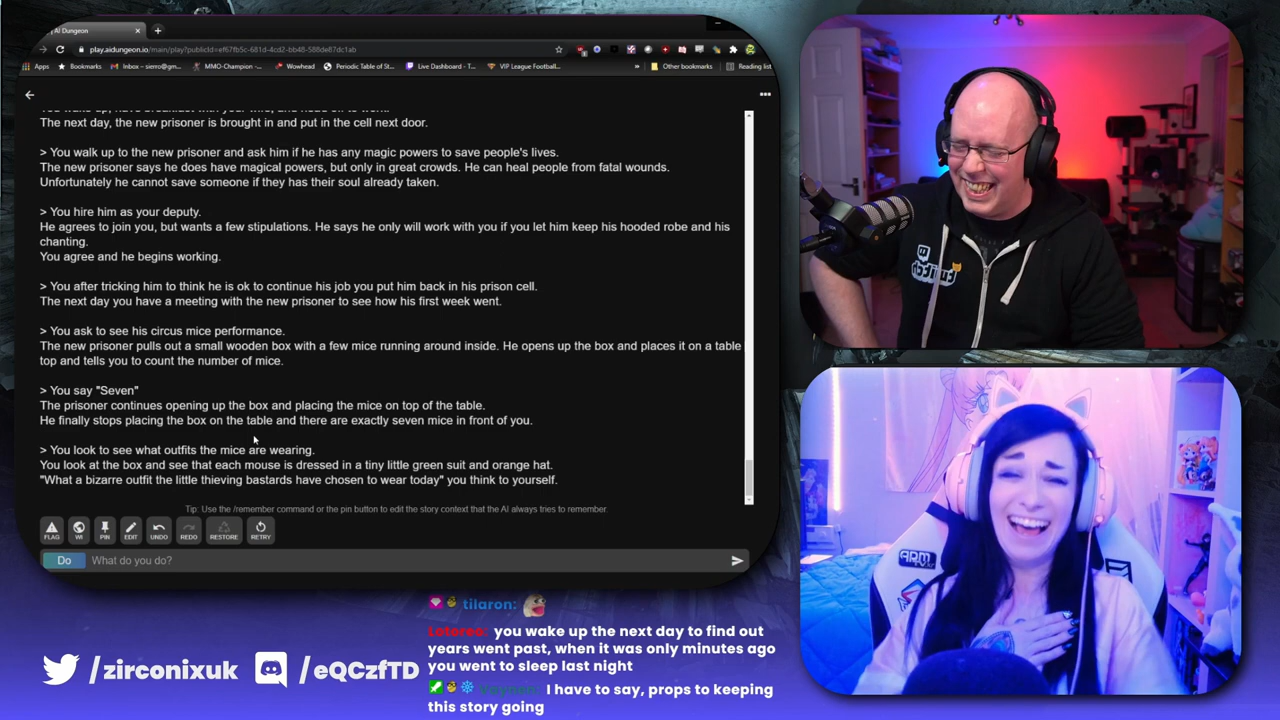 AI Dungeon
play.aidungeon.io/main/play?publicId=ef67fb5c-681d-4cd2-bb48-588de87dc1ab
Apps Bookmarks Inbox – sierro@gm... MMO-Champion –... Wowhead Periodic Table of St... Live Dashboard - T... VIP League Football... » Other bookmarks Reading list
The next day, the new prisoner is brought in and put in the cell next door.
> You walk up to the new prisoner and ask him if he has any magic powers to save people's lives.
The new prisoner says he does have magical powers, but only in great crowds. He can heal people from fatal wounds.
Unfortunately he cannot save someone if they has their soul already taken.
> You hire him as your deputy.
He agrees to join you, but wants a few stipulations. He says he only will work with you if you let him keep his hooded robe and his
chanting.
You agree and he begins working.
> You after tricking him to think he is ok to continue his job you put him back in his prison cell.
The next day you have a meeting with the new prisoner to see how his first week went.
> You ask to see his circus mice performance.
The new prisoner pulls out a small wooden box with a few mice running around inside. He opens up the box and places it on a table
top and tells you to count the number of mice.
> You say "Seven"
The prisoner continues opening up the box and placing the mice on top of the table.
He finally stops placing the box on the table and there are exactly seven mice in front of you.
> You look to see what outfits the mice are wearing.
You look at the box and see that each mouse is dressed in a tiny little green suit and orange hat.
"What a bizarre outfit the little thieving bastards have chosen to wear today" you think to yourself.
Tip: Use the /remember command or the pin button to edit the story context that the AI always tries to remember.
FLAG WI PIN EDIT UNDO REDO RESTORE RETRY
Do What do you do?
tilaron:
you wake up the next day to find out
years went past, when it was only minutes ago
you went to sleep last night
I have to say, props to keeping
this story going
/zirconixuk /eQCzfTD